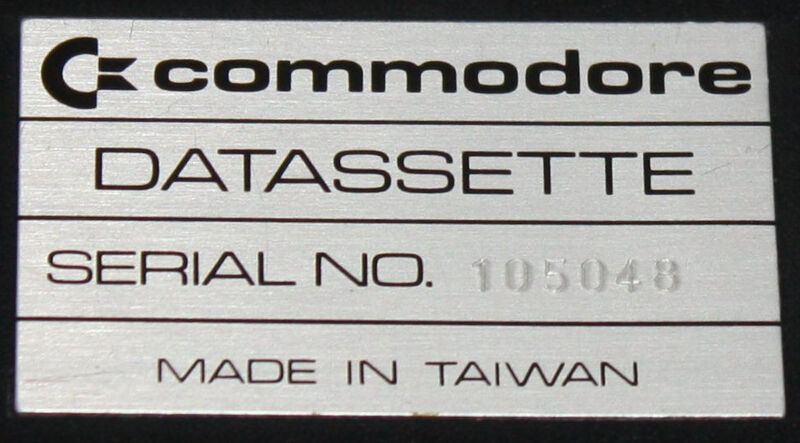 commodore
DATASSETTE
SERIAL NO. 105048
MADE IN TAIWAN